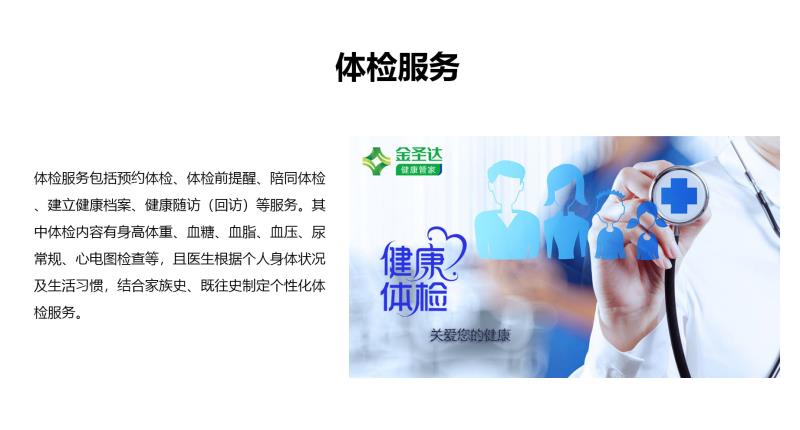 体检服务
体检服务包括预约体检、体检前提醒、陪同体检
、建立健康档案、健康随访（回访）等服务。其
中体检内容有身高体重、血糖、血脂、血压、尿
常规、心电图检查等，且医生根据个人身体状况
及生活习惯，结合家族史、既往史制定个性化体
检服务。
金圣达
健康管家
健康
体检
关爱您的健康